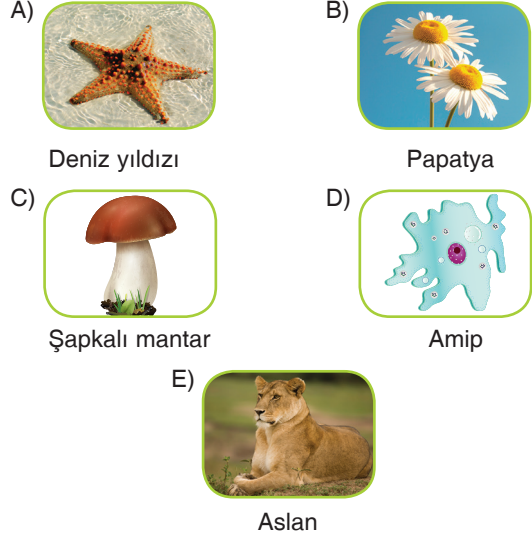 A)
B)
Deniz yıldızı
Papatya
C)
D)
Şapkalı mantar
Amip
E)
Aslan